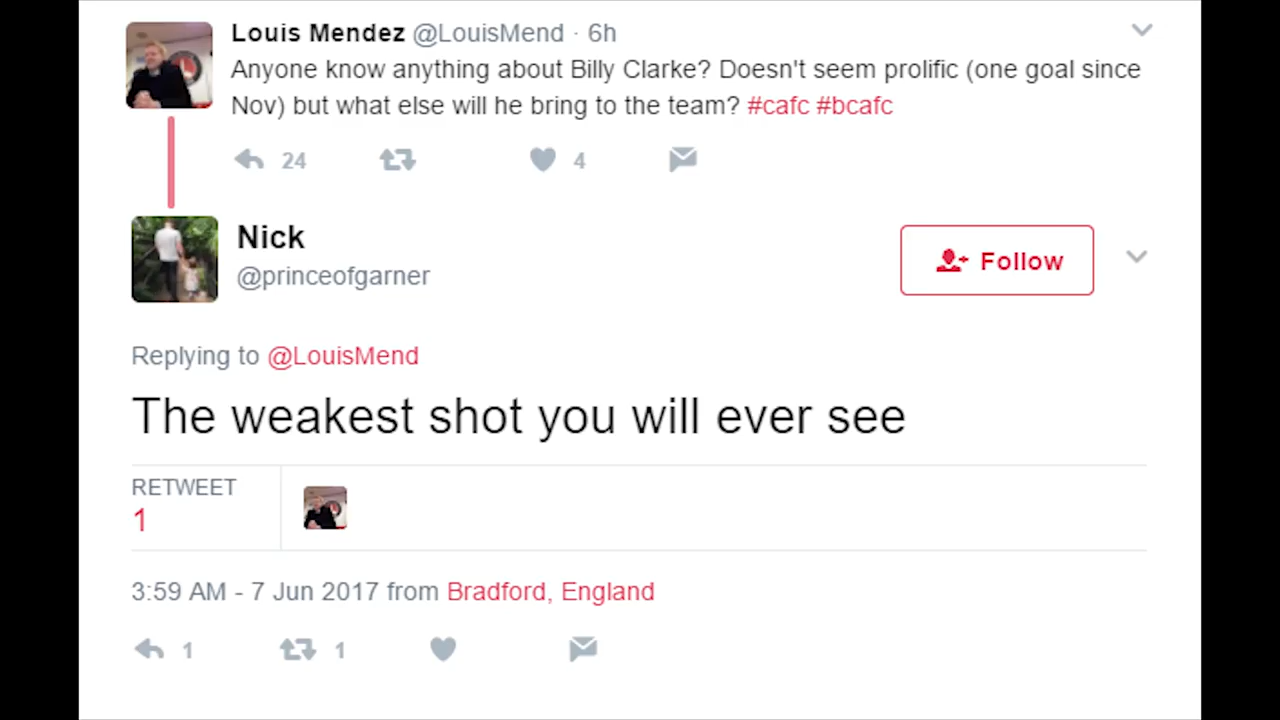 Louis Mendez @LouisMend · 6h
Anyone know anything about Billy Clarke? Doesn't seem prolific (one goal since
Nov) but what else will he bring to the team? #cafc #bcafc
24 4
Nick
@princeofgarner
Follow
Replying to @LouisMend
The weakest shot you will ever see
RETWEET
1
3:59 AM - 7 Jun 2017 from Bradford, England
1 1